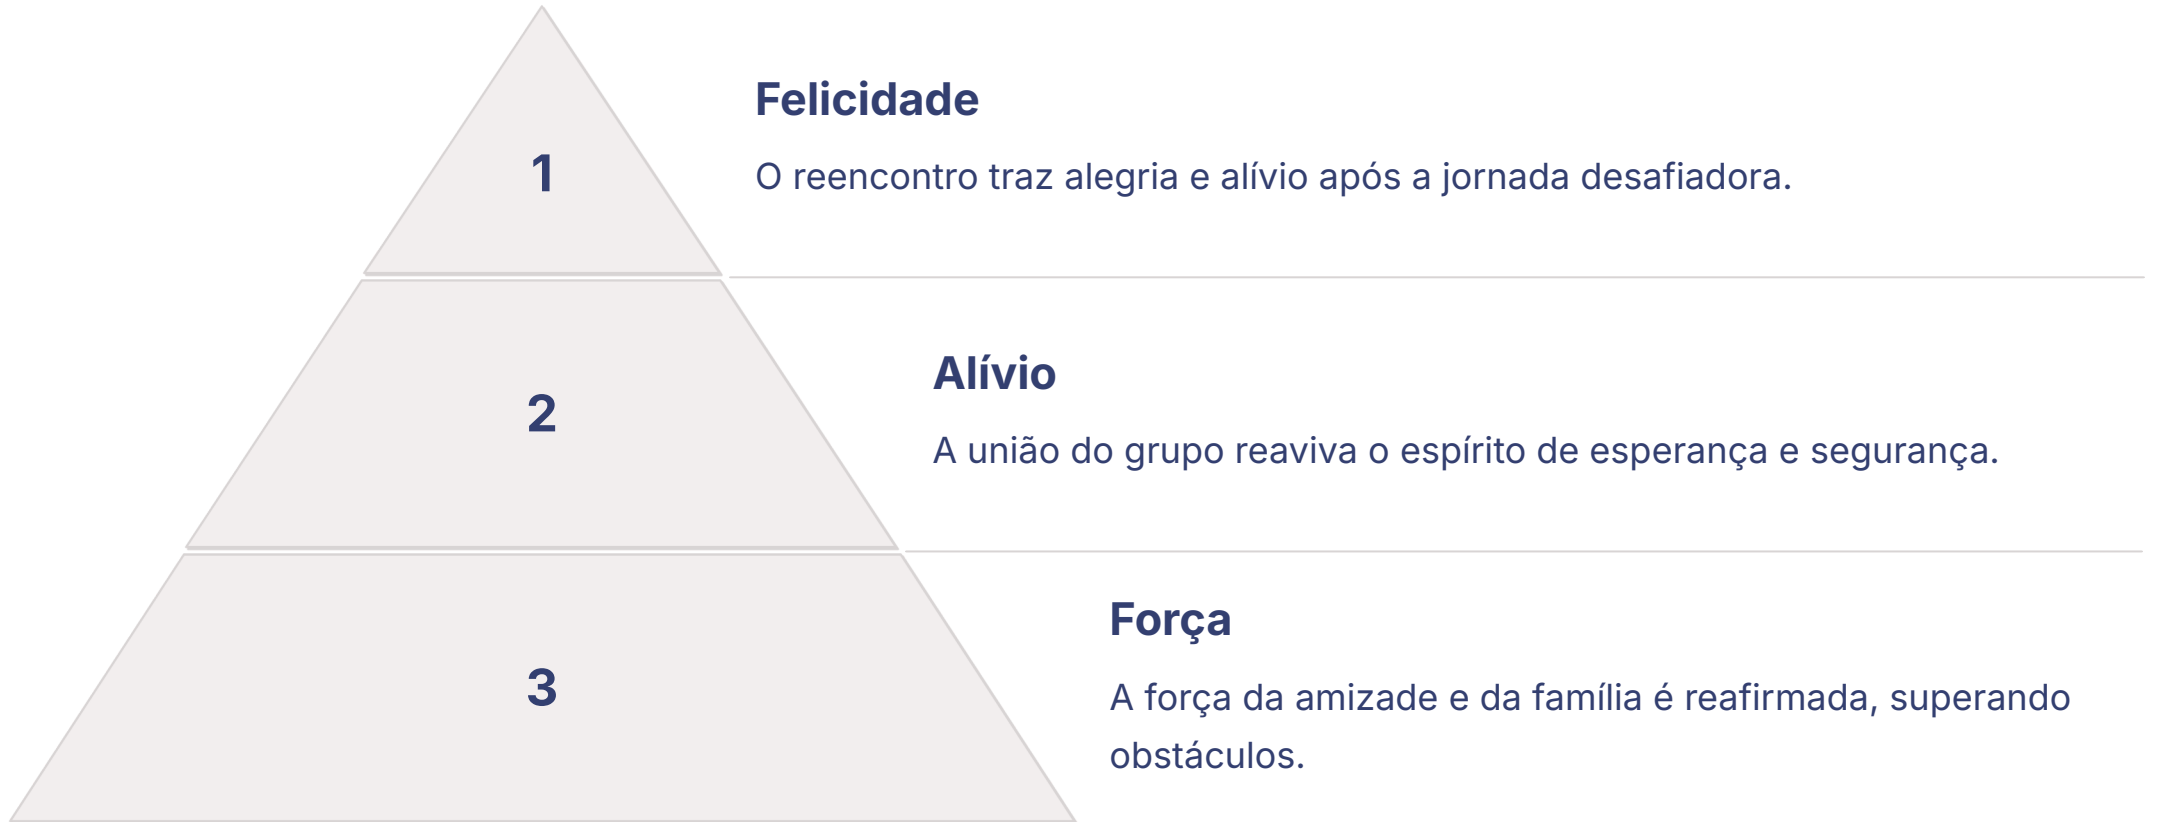 1
Felicidade
O reencontro traz alegria e alívio após a jornada desafiadora.
2
Alívio
A união do grupo reaviva o espírito de esperança e segurança.
3
Força
A força da amizade e da família é reafirmada, superando
obstáculos.